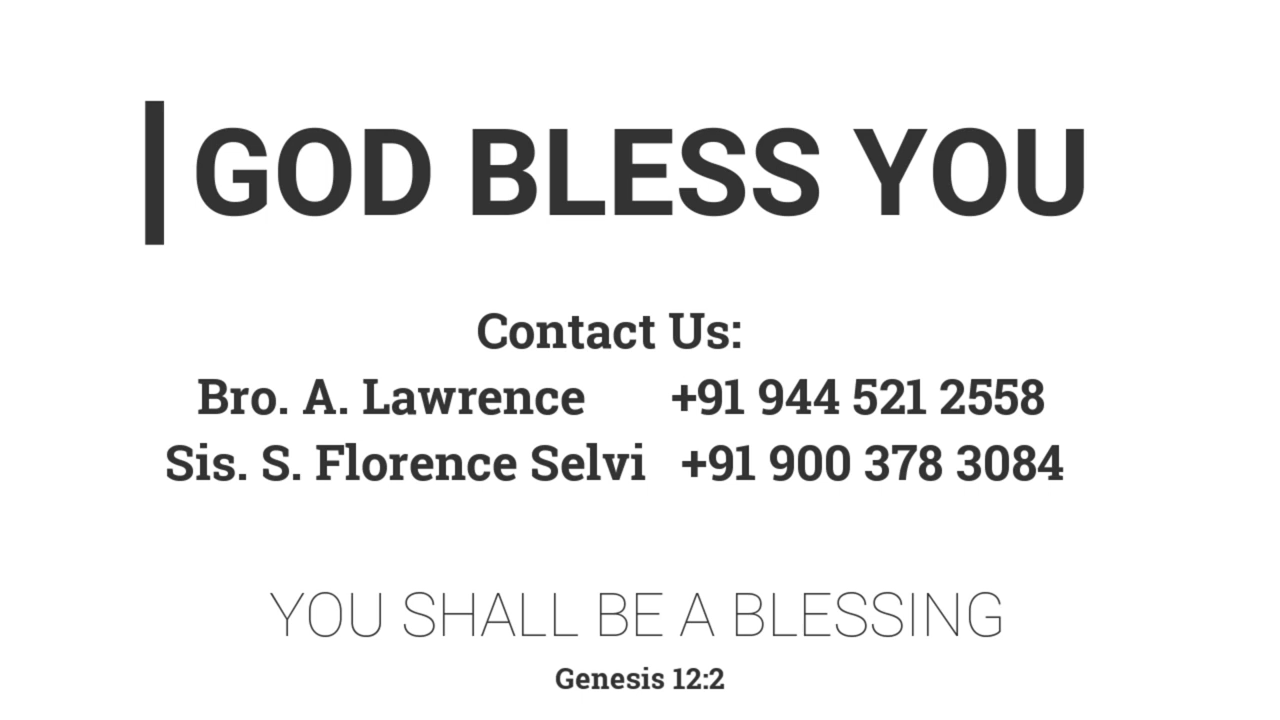 GOD BLESS YOU
Contact Us:
Bro. A. Lawrence +91 944 521 2558
Sis. S. Florence Selvi +91 900 378 3084
YOU SHALL BE A BLESSING
Genesis 12:2